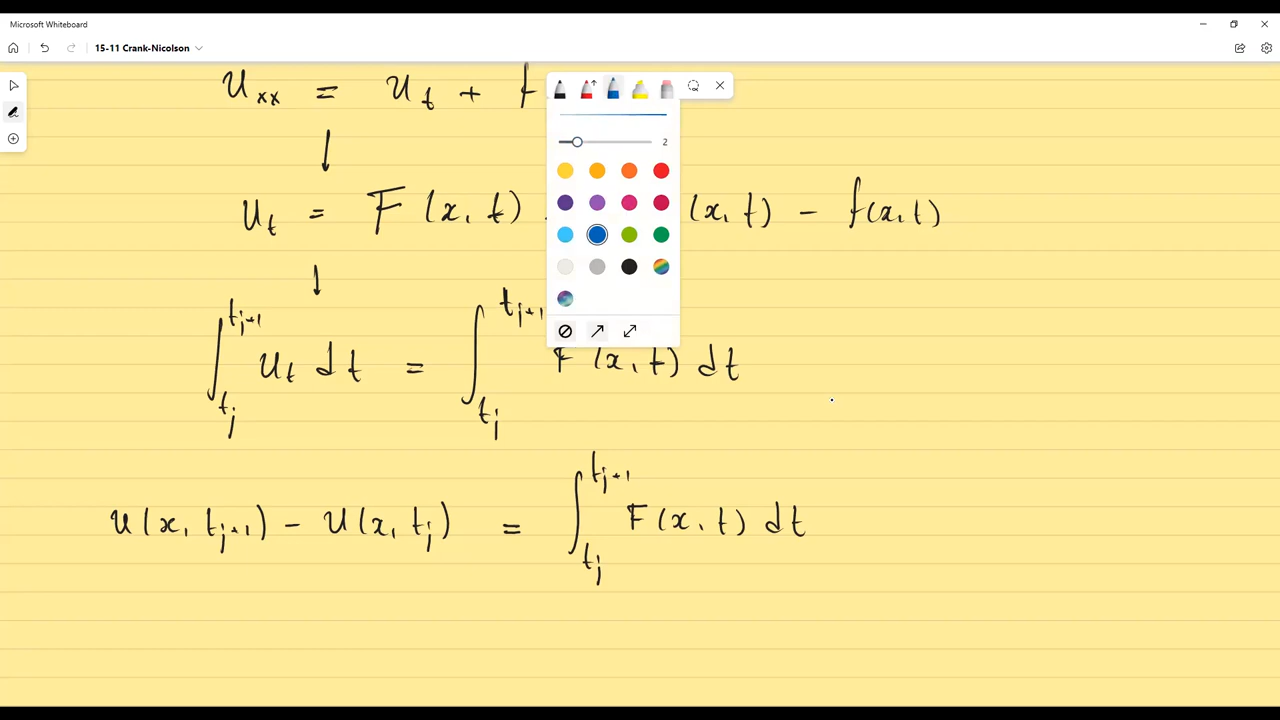 Microsoft Whiteboard
15-11 Crank-Nicolson
u_xx = u_t + f
2
u_t = F(x,t) (x,t) - f(x,t)
∫_{t_j}^{t_{j+1}} u_t dt = ∫_{t_j}^{t_{j+1}} F(x,t) dt
u(x,t_{j+1}) - u(x,t_j) = ∫_{t_j}^{t_{j+1}} F(x,t) dt